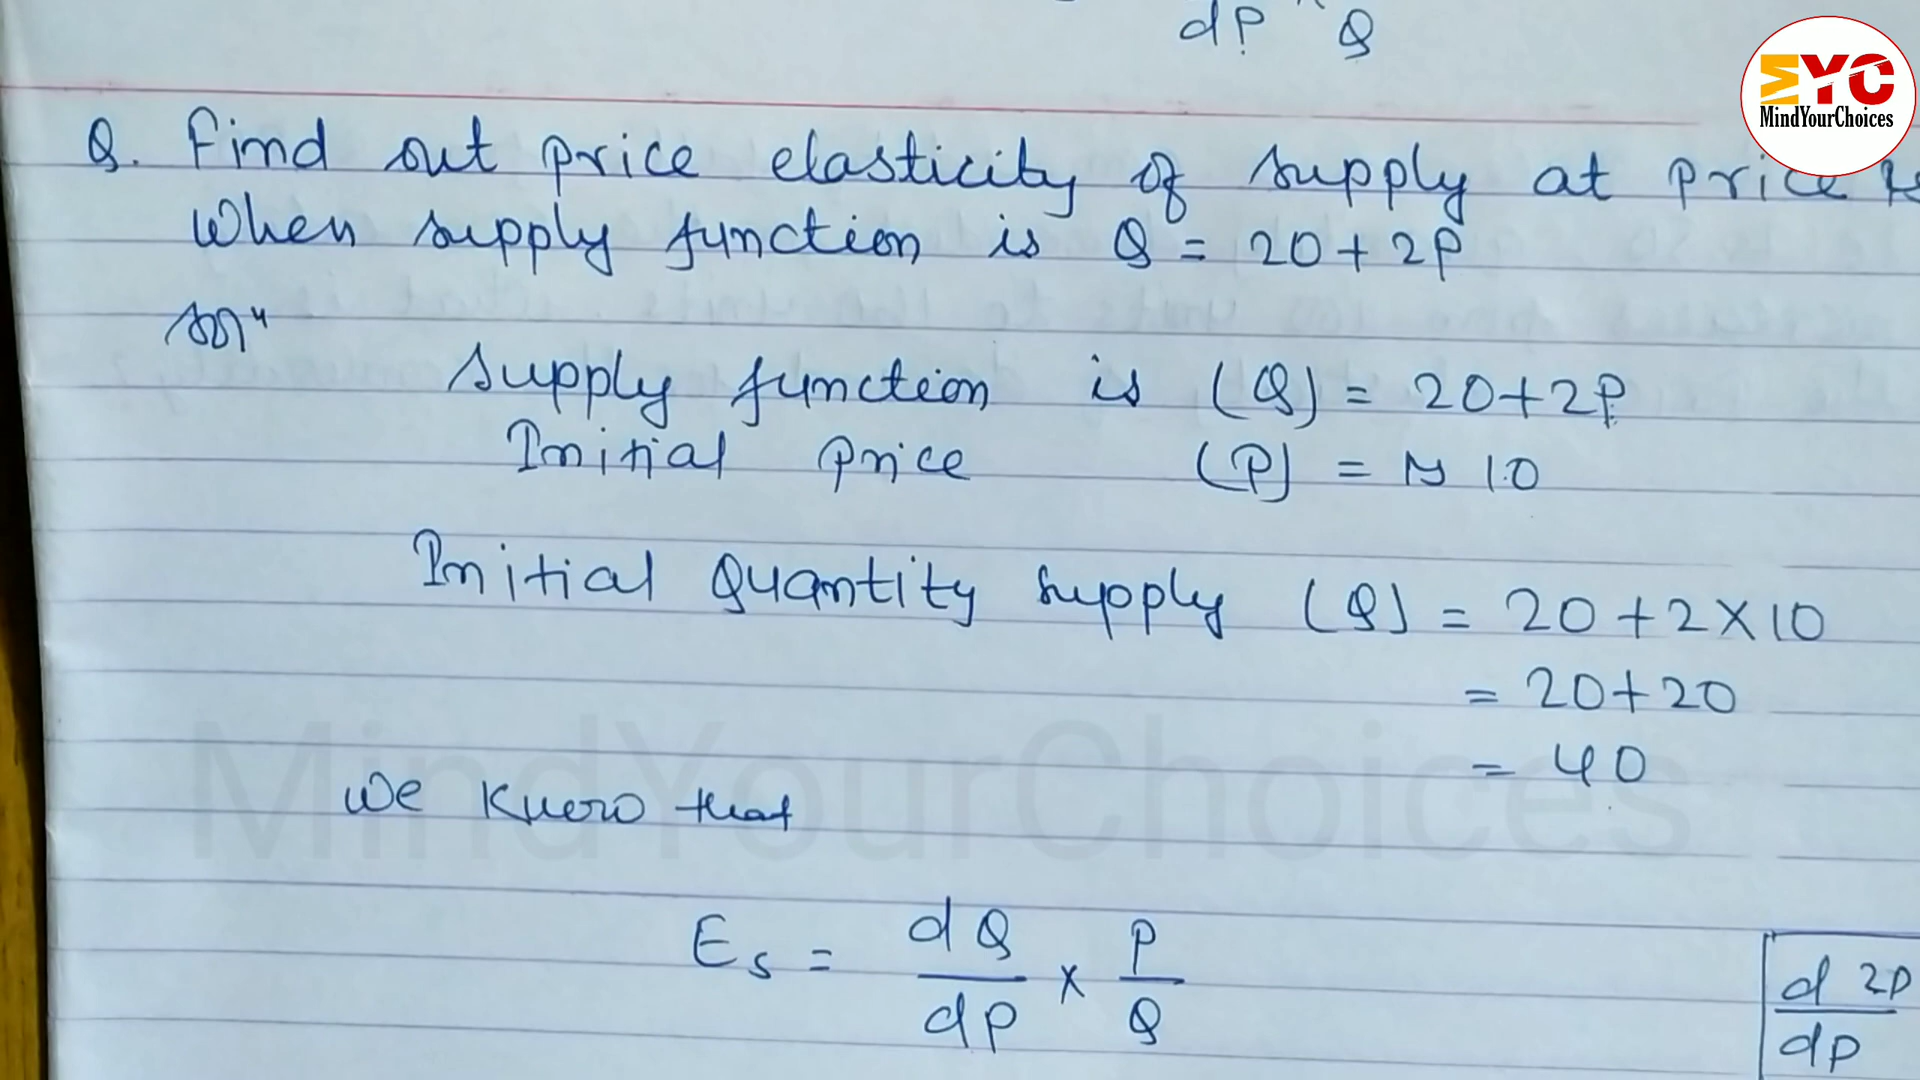 dP × Q
MYC
MindYourChoices
Q. Find out price elasticity of supply at price
When supply function is Q = 20 + 2P
Solⁿ
Supply function is (Q) = 20+2P
Initial Price (P) = ₨ 10
Initial Quantity supply (Q) = 20 + 2 × 10
= 20+20
= 40
MindYourChoices
We Know that
Es = dQ/dP × P/Q
d 2P
dP